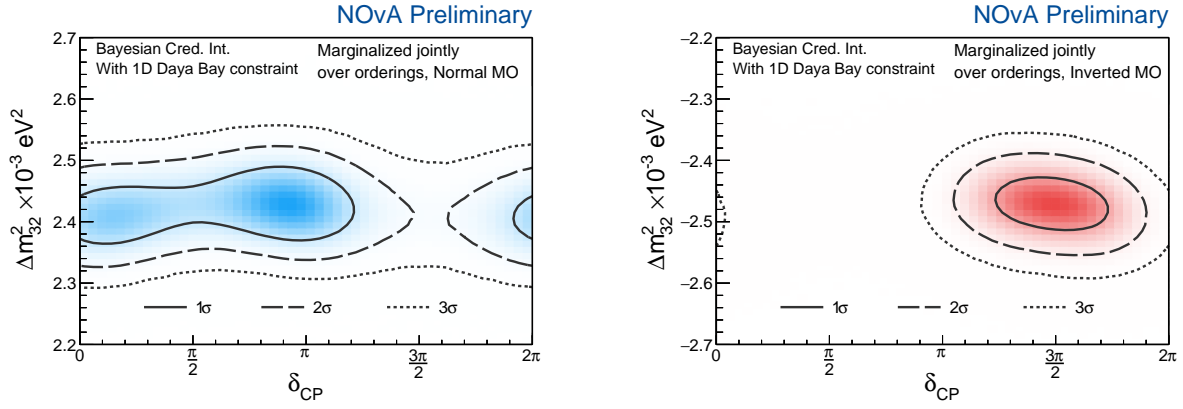 NOvA Preliminary
Bayesian Cred. Int.
With 1D Daya Bay constraint
Marginalized jointly
over orderings, Normal MO
Δm²₃₂ ×10⁻³ eV²
2.7
2.6
2.5
2.4
2.3
2.2
1σ 2σ 3σ
0 π/2 π 3π/2 2π
δCP
NOvA Preliminary
Bayesian Cred. Int.
With 1D Daya Bay constraint
Marginalized jointly
over orderings, Inverted MO
Δm²₃₂ ×10⁻³ eV²
−2.2
−2.3
−2.4
−2.5
−2.6
−2.7
1σ 2σ 3σ
0 π/2 π 3π/2 2π
δCP